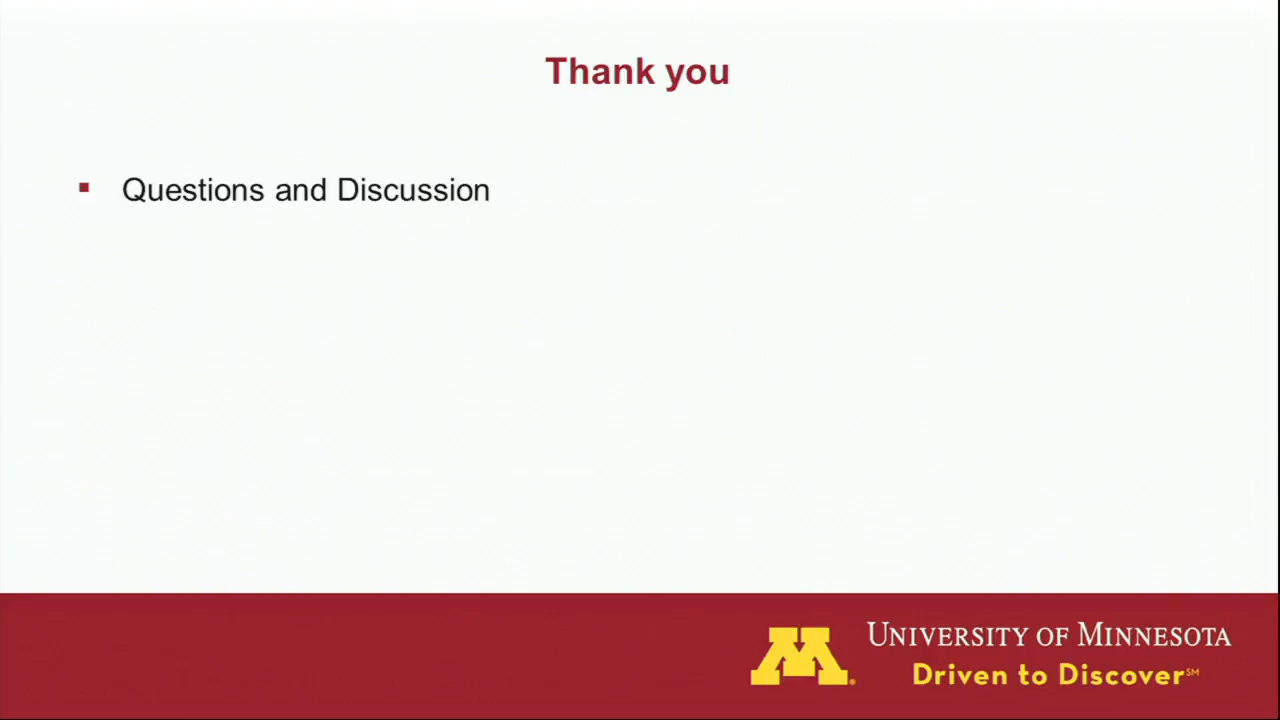 Thank you
▪ Questions and Discussion
M®
UNIVERSITY OF MINNESOTA
Driven to Discover℠